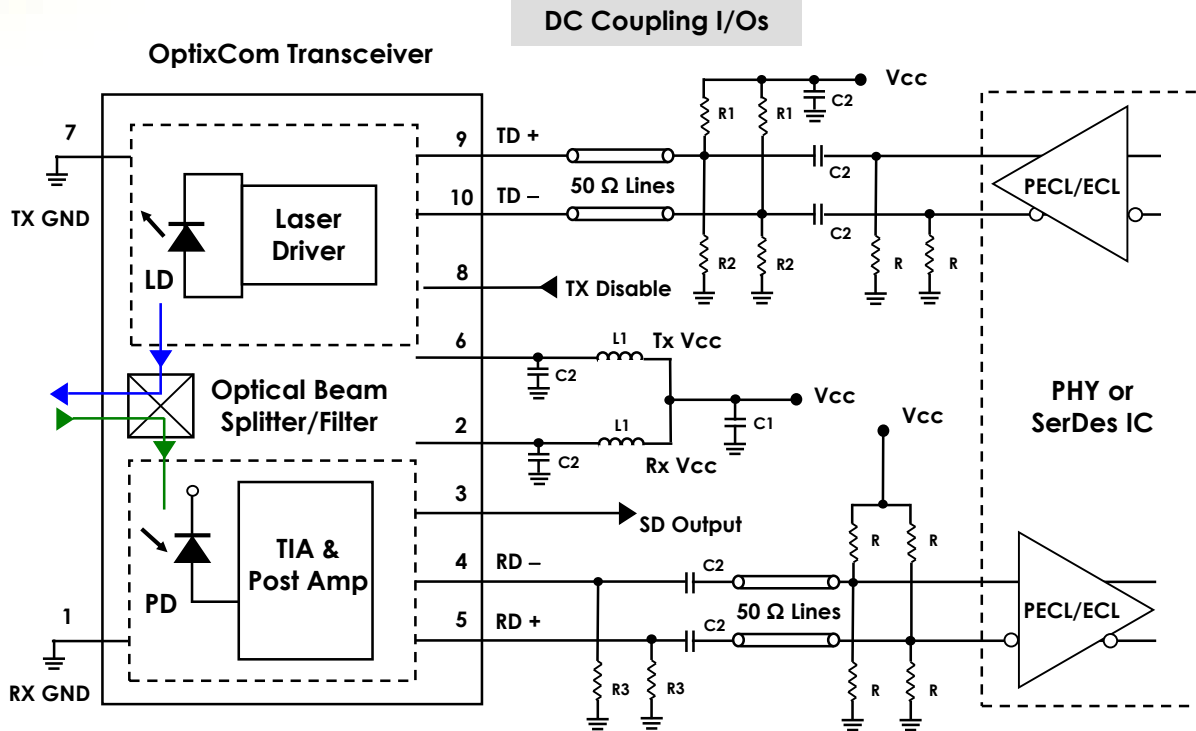 DC Coupling I/Os
OptixCom Transceiver
Vcc
C2
R1
R1
7
9
TD +
50 Ω Lines
C2
PECL/ECL
TX GND
10
TD –
C2
Laser
Driver
LD
R2
R2
R
R
8
TX Disable
6
L1
Tx Vcc
C2
Optical Beam
Splitter/Filter
Vcc
C1
PHY or
SerDes IC
Vcc
2
L1
Rx Vcc
C2
3
SD Output
R
R
TIA &
Post Amp
4
RD –
C2
PD
50 Ω Lines
PECL/ECL
1
5
RD +
C2
RX GND
R3
R3
R
R